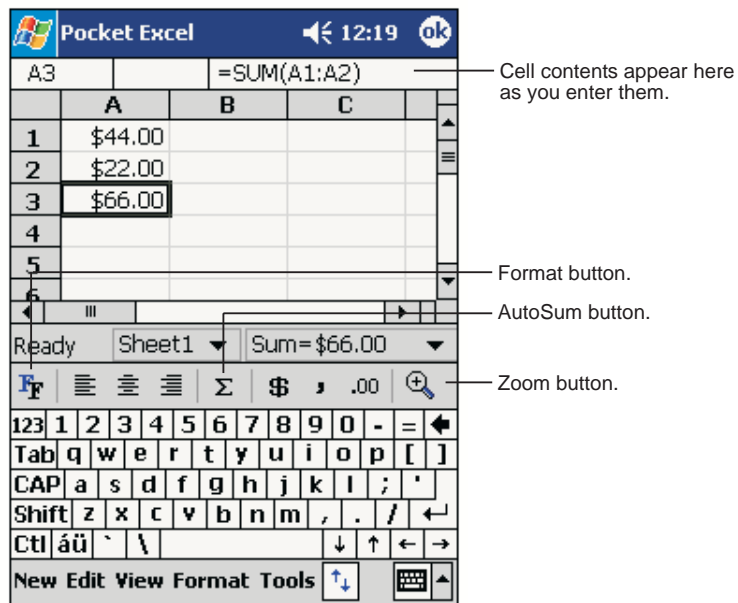 Pocket Excel 12:19 ok
A3 =SUM(A1:A2)
Cell contents appear here
as you enter them.
A B C
1 $44.00
2 $22.00
3 $66.00
4
5
6
Format button.
AutoSum button.
Ready Sheet1 Sum=$66.00
FF Σ $ , .00
Zoom button.
123 1 2 3 4 5 6 7 8 9 0 - =
Tab q w e r t y u i o p [ ]
CAP a s d f g h j k l ; '
Shift z x c v b n m , . /
Ctl áü ` \ ↓ ↑ ← →
New Edit View Format Tools